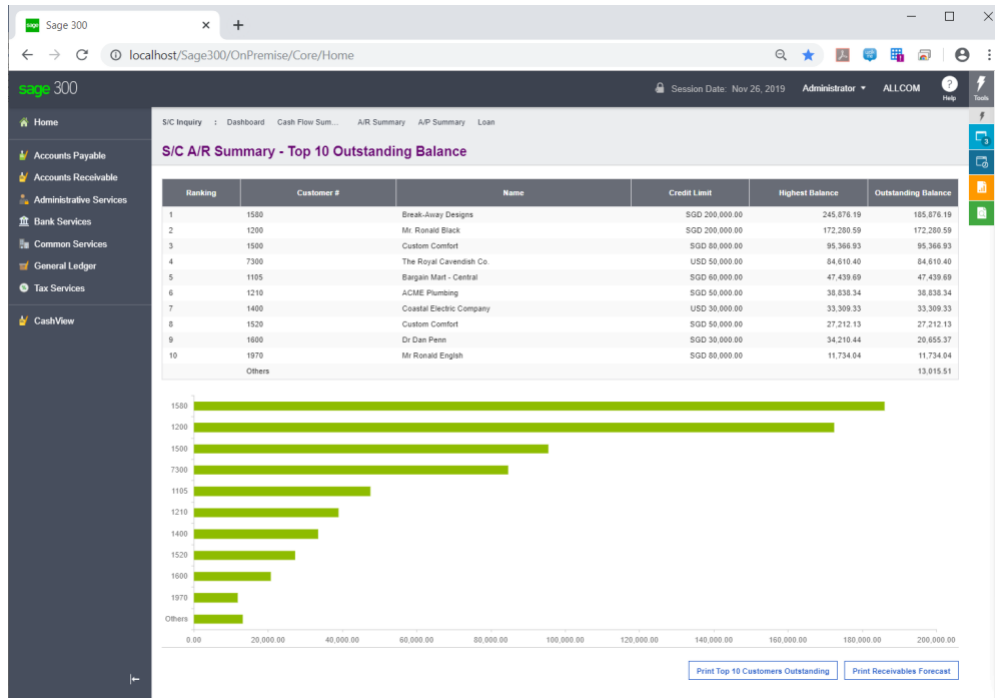 sage Sage 300
localhost/Sage300/OnPremise/Core/Home
sage 300
Session Date: Nov 26, 2019 Administrator ALLCOM ? Help Tools
Home
Accounts Payable
Accounts Receivable
Administrative Services
Bank Services
Common Services
General Ledger
Tax Services
CashView
S/C Inquiry : Dashboard Cash Flow Sum... A/R Summary A/P Summary Loan
S/C A/R Summary - Top 10 Outstanding Balance
Ranking Customer # Name Credit Limit Highest Balance Outstanding Balance
1 1580 Break-Away Designs SGD 200,000.00 245,876.19 185,876.19
2 1200 Mr. Ronald Black SGD 200,000.00 172,280.59 172,280.59
3 1500 Custom Comfort SGD 80,000.00 95,366.93 95,366.93
4 7300 The Royal Cavendish Co. USD 50,000.00 84,610.40 84,610.40
5 1105 Bargain Mart - Central SGD 60,000.00 47,439.69 47,439.69
6 1210 ACME Plumbing SGD 50,000.00 38,838.34 38,838.34
7 1400 Coastal Electric Company USD 30,000.00 33,309.33 33,309.33
8 1520 Custom Comfort SGD 50,000.00 27,212.13 27,212.13
9 1600 Dr Dan Penn SGD 30,000.00 34,210.44 20,655.37
10 1970 Mr Ronald Englsh SGD 80,000.00 11,734.04 11,734.04
Others 13,015.51
1580
1200
1500
7300
1105
1210
1400
1520
1600
1970
Others
0.00 20,000.00 40,000.00 60,000.00 80,000.00 100,000.00 120,000.00 140,000.00 160,000.00 180,000.00 200,000.00
Print Top 10 Customers Outstanding Print Receivables Forecast
3